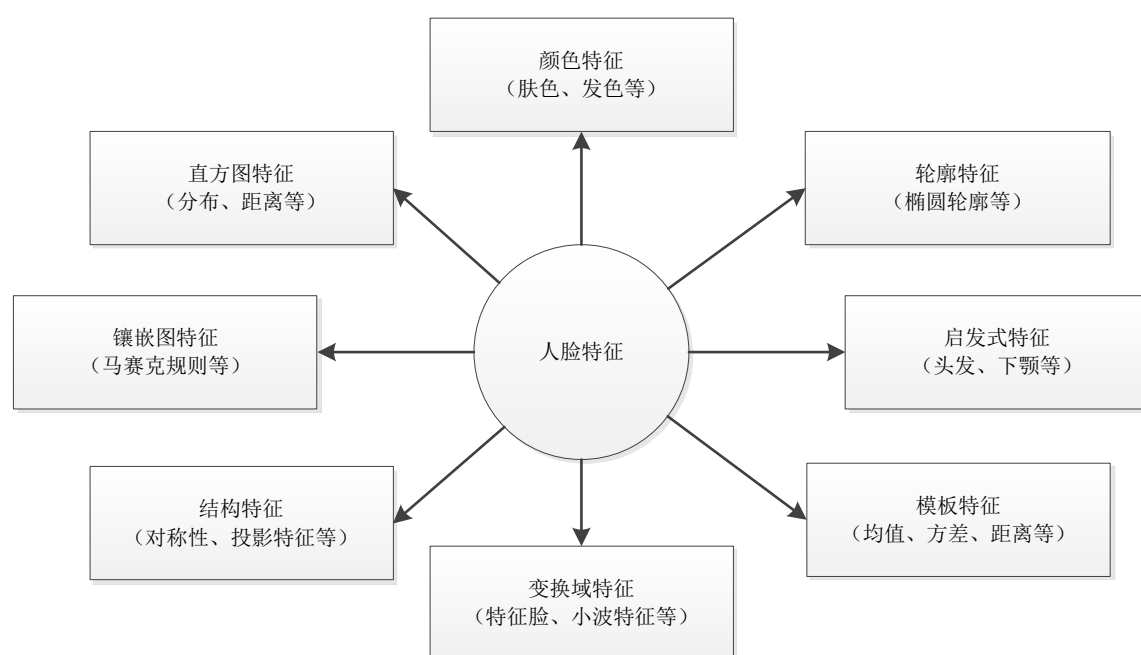 颜色特征
（肤色、发色等）
直方图特征
（分布、距离等）
轮廓特征
（椭圆轮廓等）
镶嵌图特征
（马赛克规则等）
人脸特征
启发式特征
（头发、下颚等）
结构特征
（对称性、投影特征等）
模板特征
（均值、方差、距离等）
变换域特征
（特征脸、小波特征等）